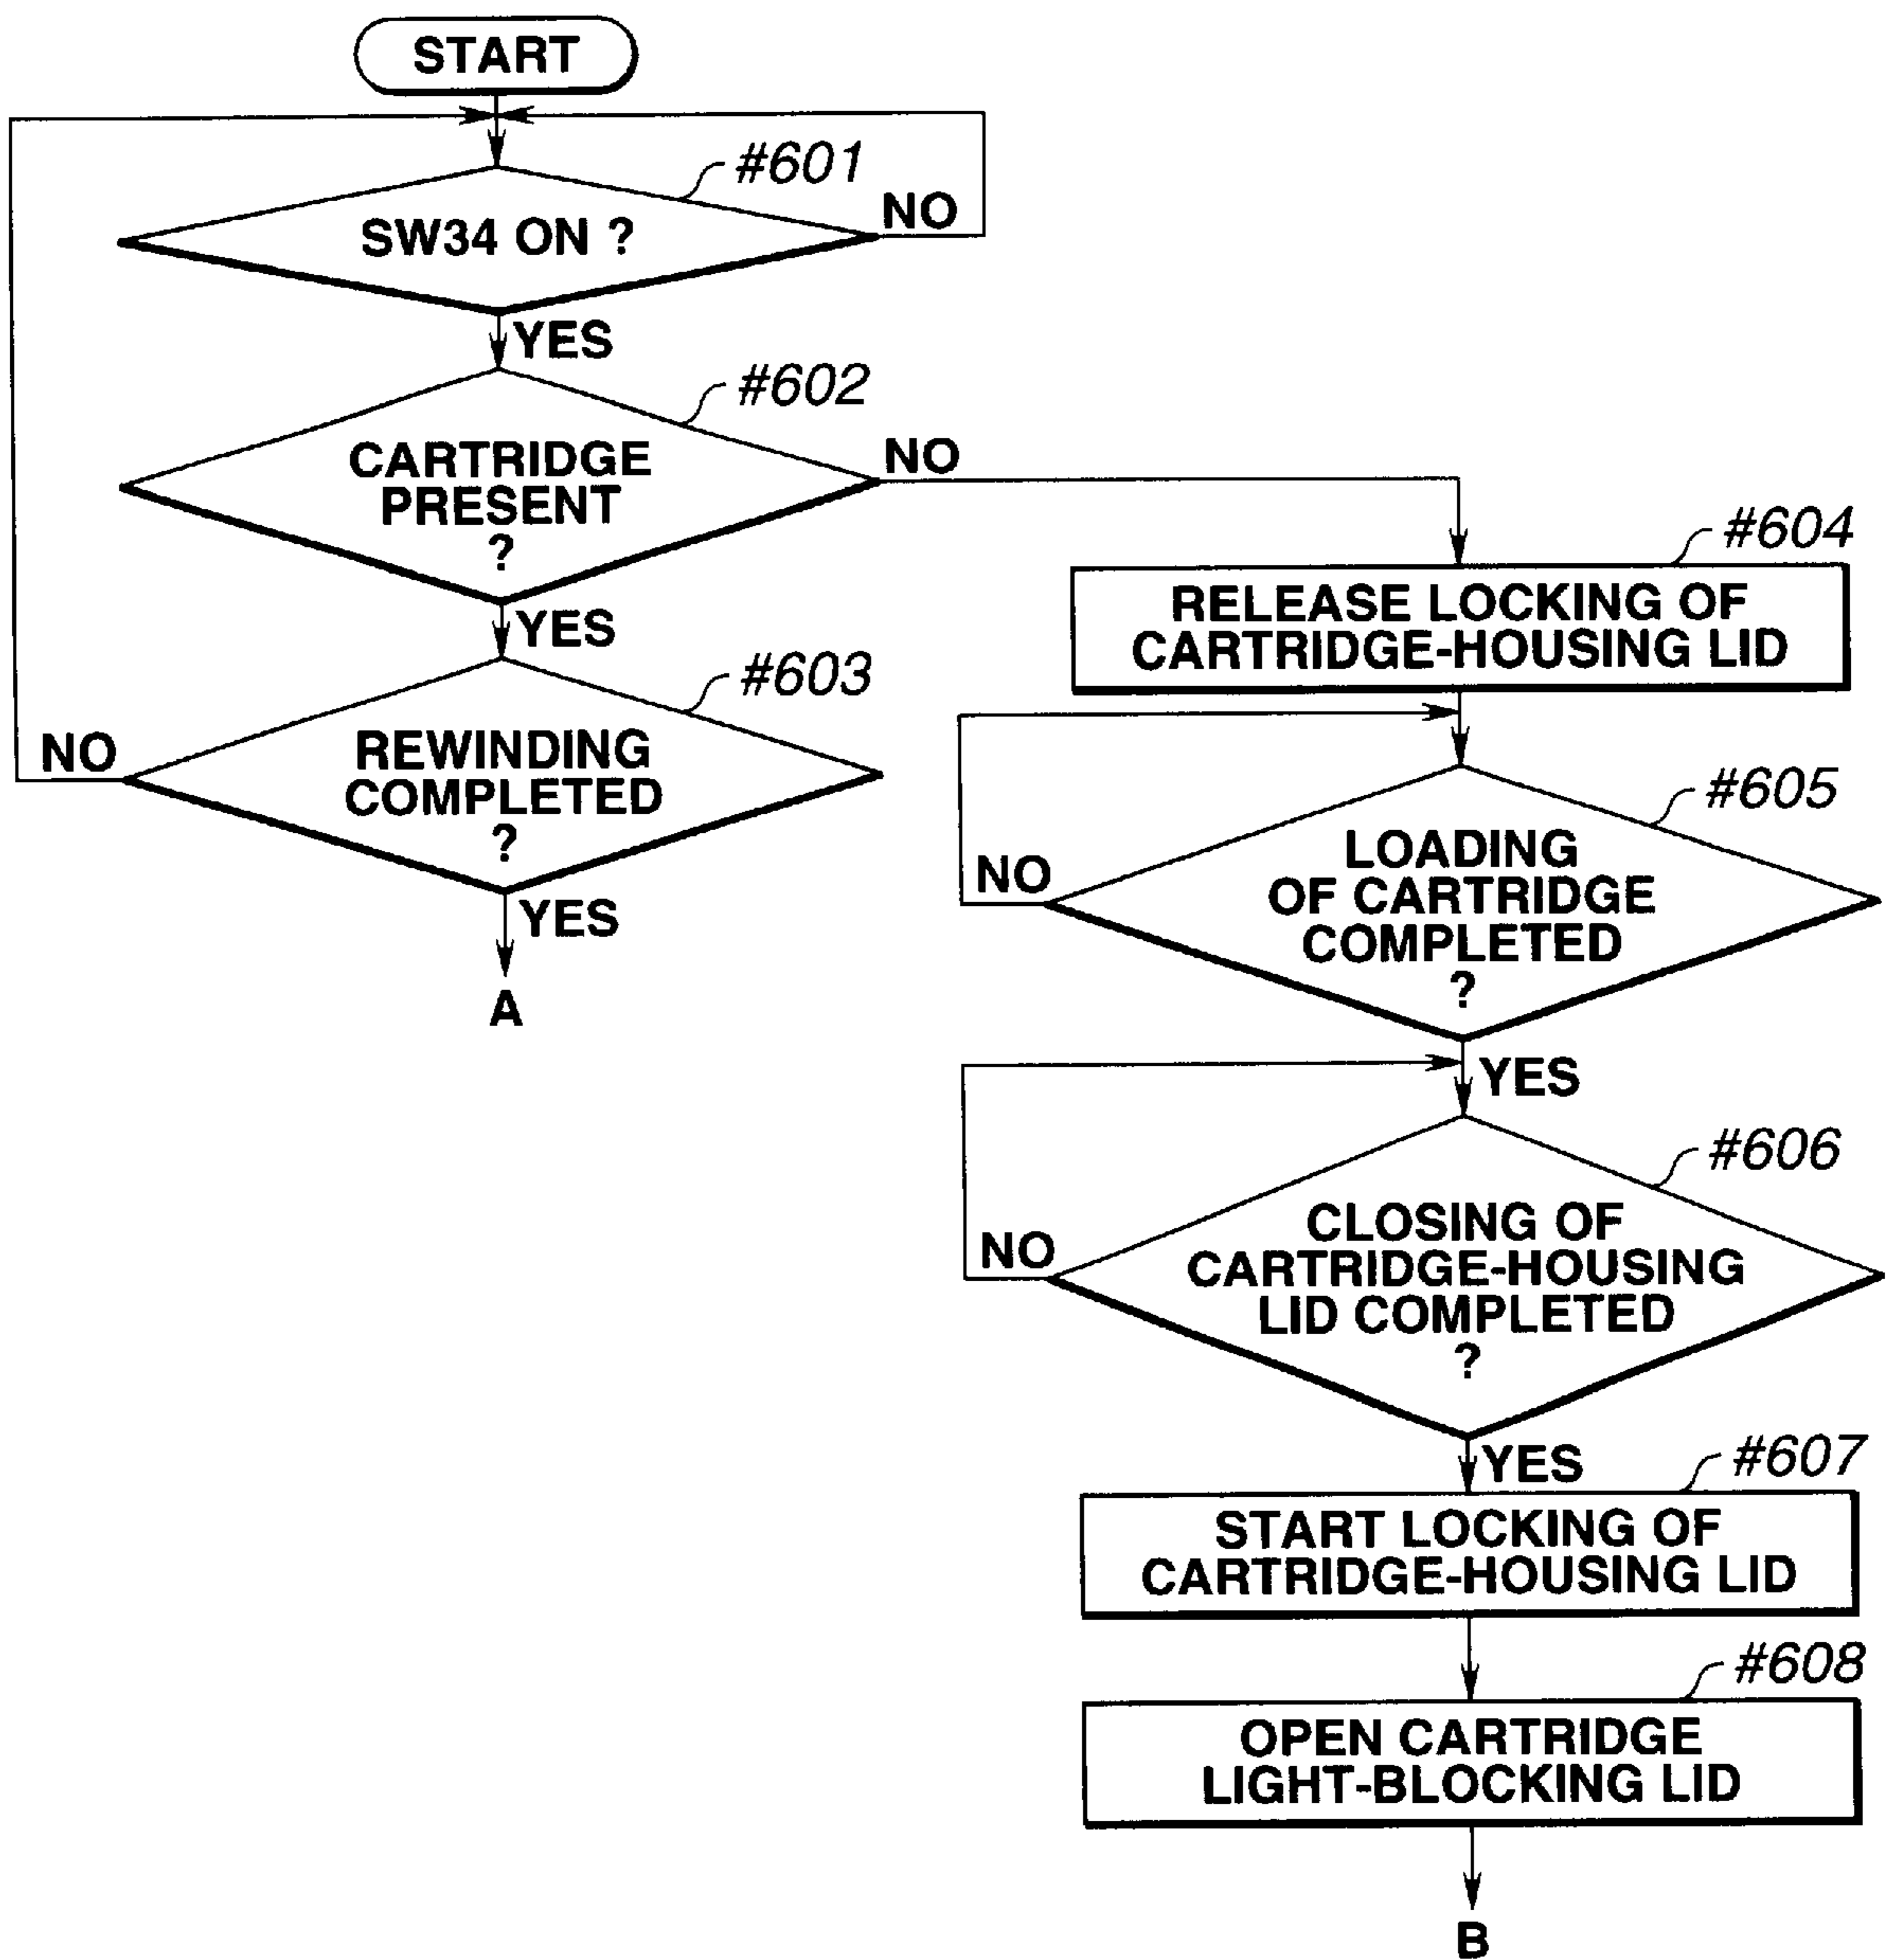 START
#601
SW34 ON ?
NO
YES
#602
CARTRIDGE
PRESENT
?
NO
YES
#603
REWINDING
COMPLETED
?
NO
YES
A
#604
RELEASE LOCKING OF
CARTRIDGE-HOUSING LID
#605
LOADING
OF CARTRIDGE
COMPLETED
?
NO
YES
#606
CLOSING OF
CARTRIDGE-HOUSING
LID COMPLETED
?
NO
YES
#607
START LOCKING OF
CARTRIDGE-HOUSING LID
#608
OPEN CARTRIDGE
LIGHT-BLOCKING LID
B